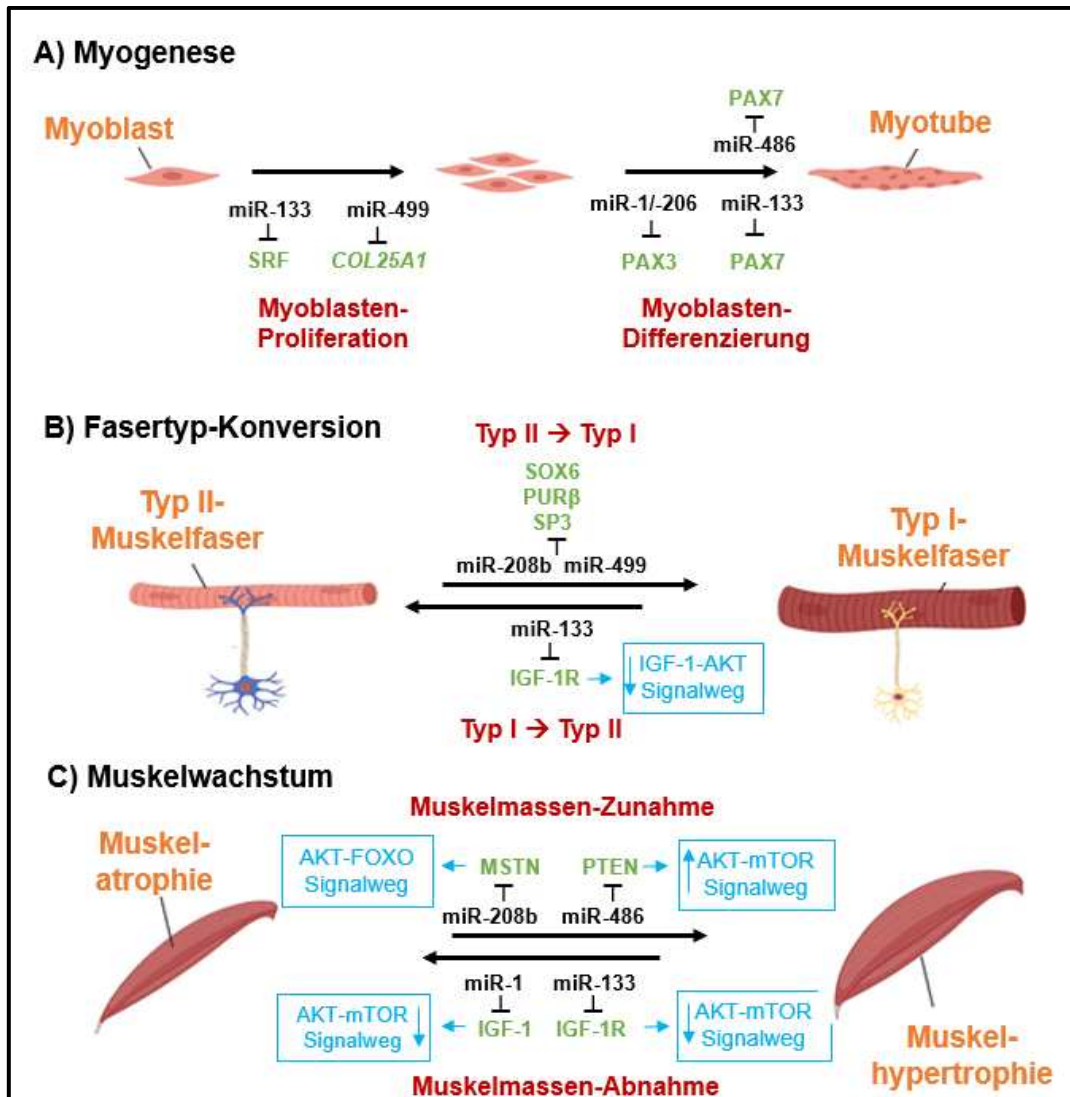 A) Myogenese
PAX7
Myoblast
miR-486
Myotube
miR-133 miR-499
miR-1/-206 miR-133
SRF COL25A1
PAX3 PAX7
Myoblasten-
Proliferation
Myoblasten-
Differenzierung
B) Fasertyp-Konversion
Typ II → Typ I
SOX6
PURβ
SP3
Typ II-
Muskelfaser
Typ I-
Muskelfaser
miR-208b miR-499
miR-133
IGF-1R → ↓ IGF-1-AKT
Signalweg
Typ I → Typ II
C) Muskelwachstum
Muskelmassen-Zunahme
Muskel-
atrophie
AKT-FOXO
Signalweg
MSTN PTEN
↑ AKT-mTOR
Signalweg
miR-208b miR-486
miR-1 miR-133
AKT-mTOR ↓
Signalweg
IGF-1 IGF-1R
↓ AKT-mTOR
Signalweg
Muskel-
hypertrophie
Muskelmassen-Abnahme